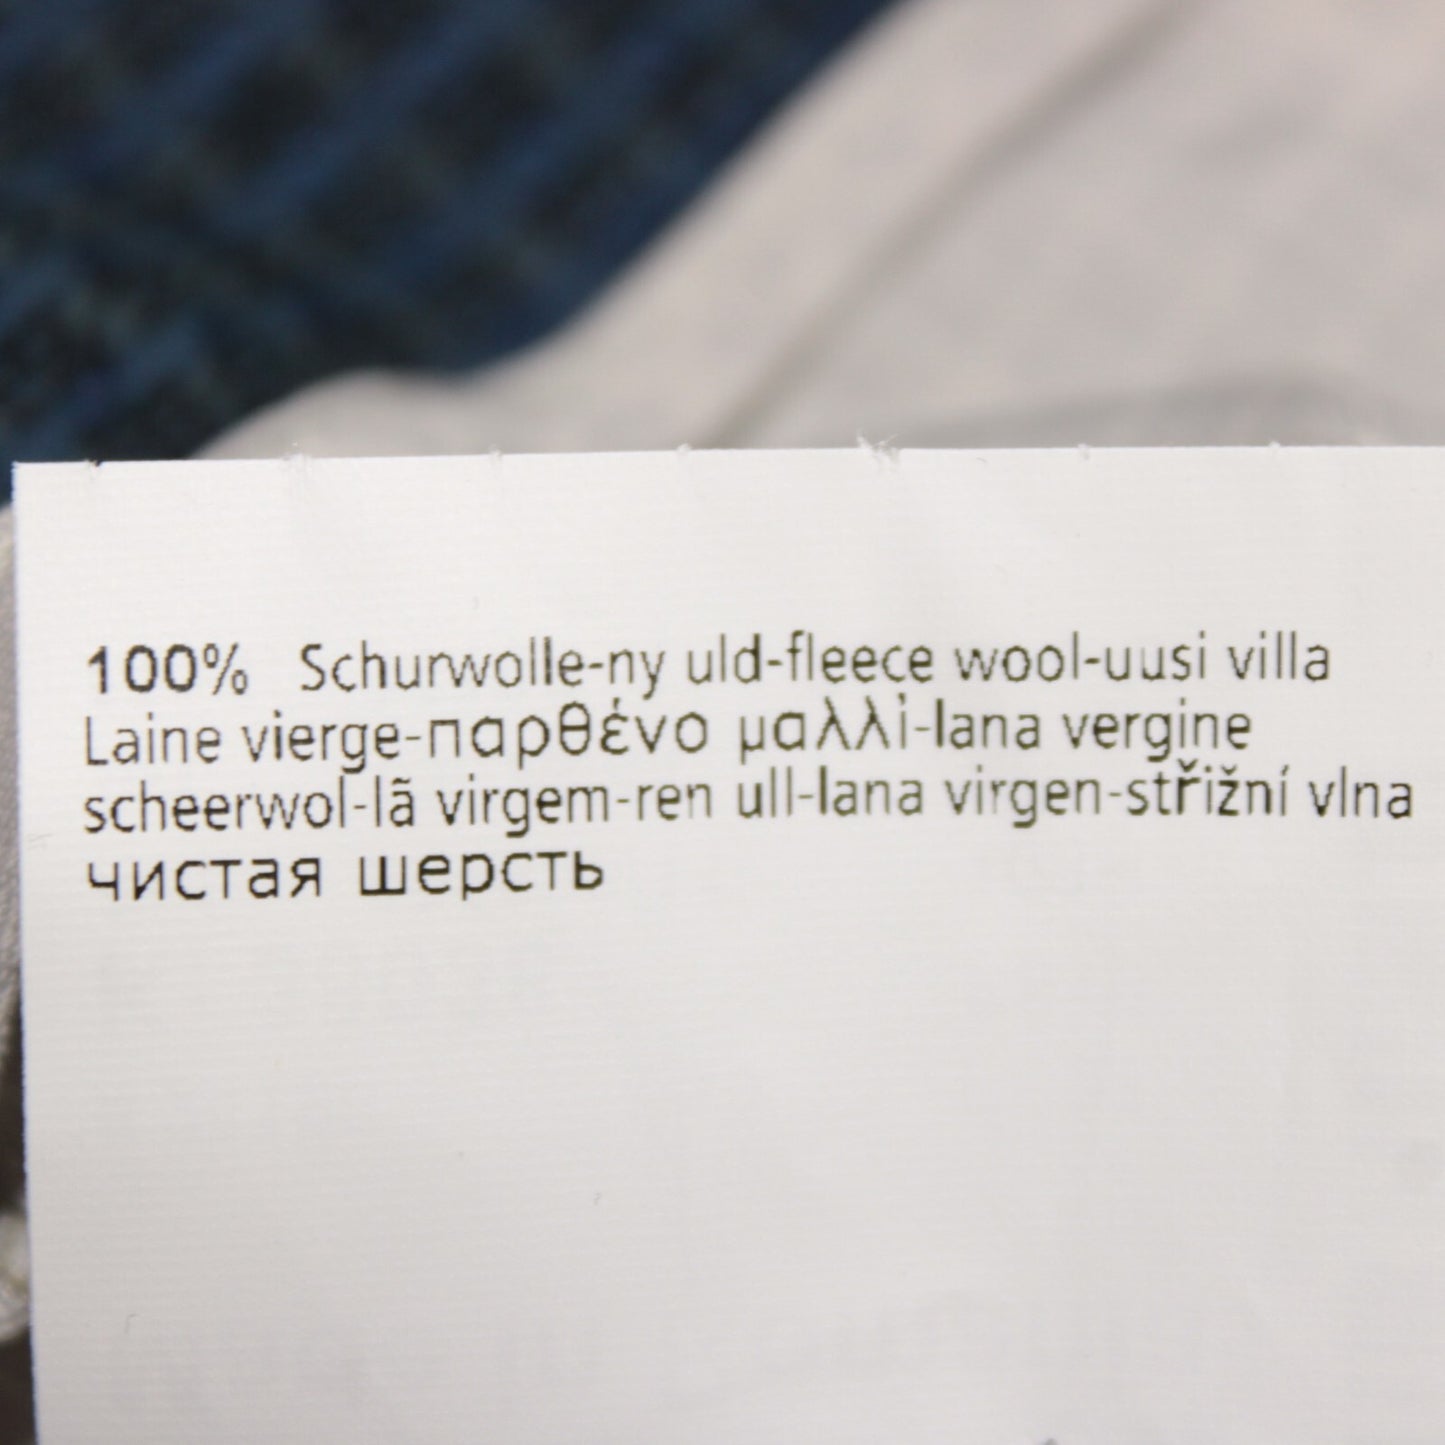 100% Schurwolle-ny uld-fleece wool-uusi villa
Laine vierge-παρθένο μαλλί-lana vergine
scheerwol-lã virgem-ren ull-lana virgen-střižní vlna
чистая шерсть